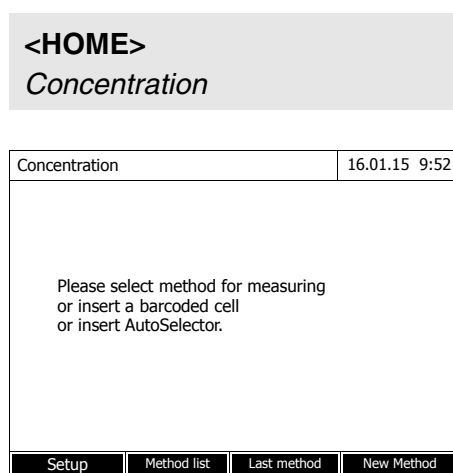 <HOME>
Concentration
Concentration 16.01.15 9:52
Please select method for measuring
or insert a barcoded cell
or insert AutoSelector.
Setup Method list Last method New Method